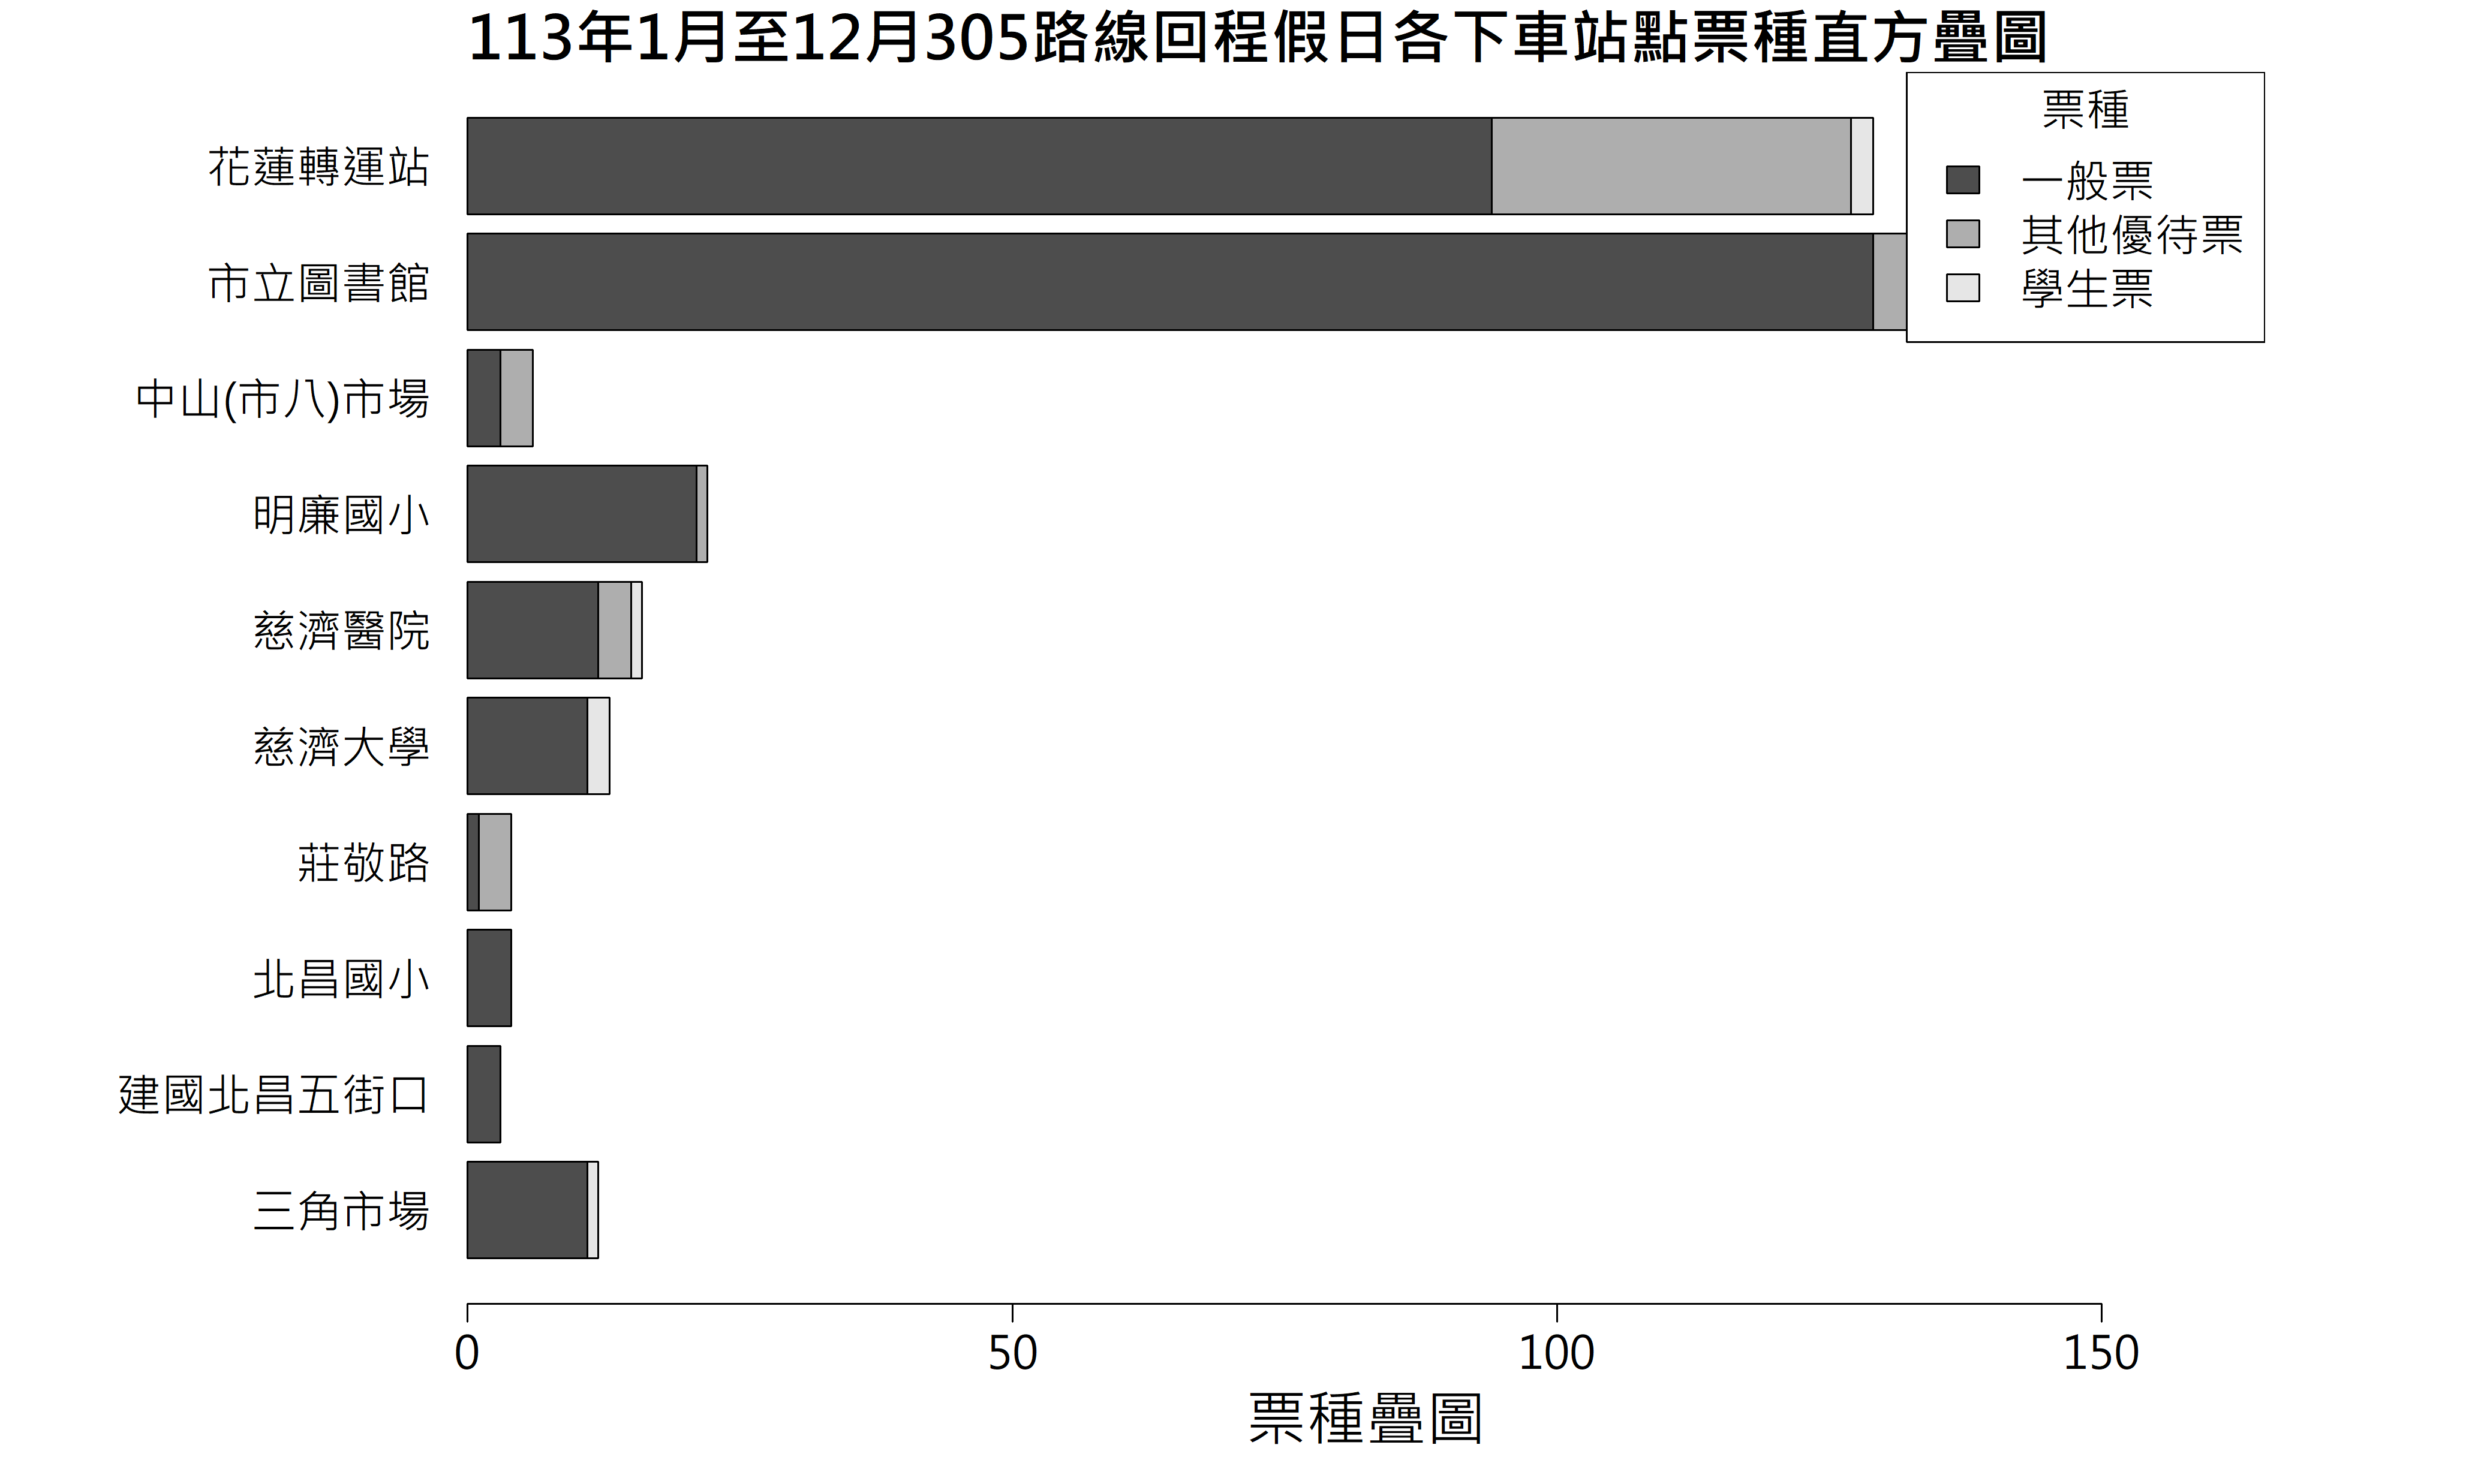 113年1月至12月305路線回程假日各下車站點票種直方疊圖
票種
一般票
其他優待票
學生票
花蓮轉運站
市立圖書館
中山(市八)市場
明廉國小
慈濟醫院
慈濟大學
莊敬路
北昌國小
建國北昌五街口
三角市場
0 50 100 150
票種疊圖